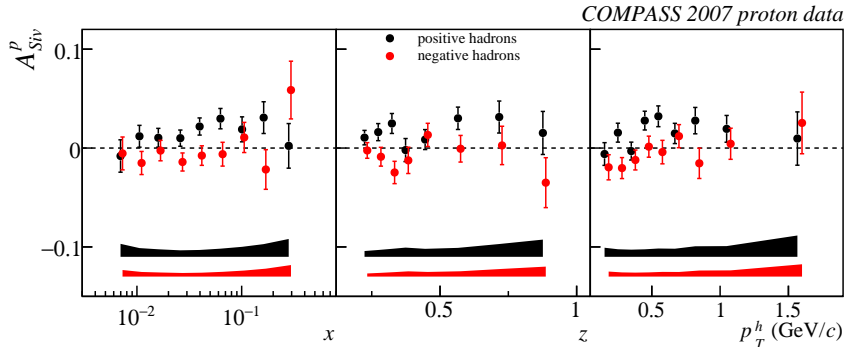 COMPASS 2007 proton data
A^p_Siv
positive hadrons
negative hadrons
0.1
0
−0.1
10^−2 10^−1 0.5 1 0.5 1 1.5
x z p_T^h (GeV/c)